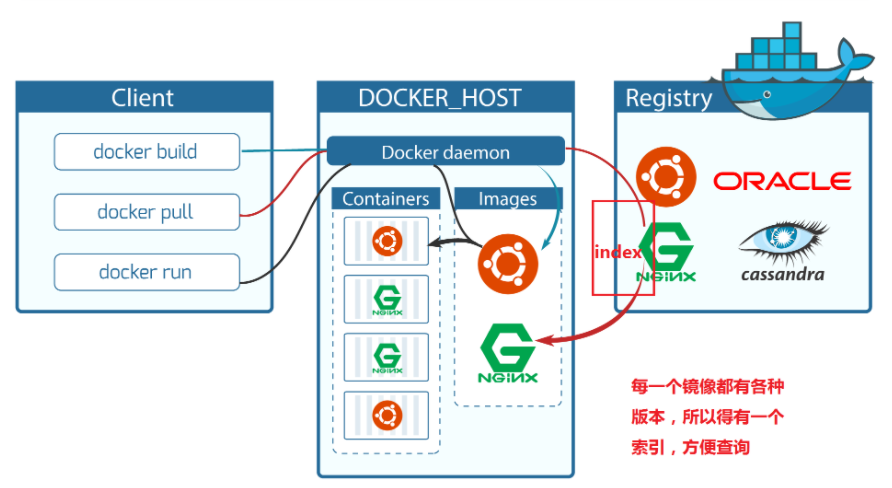 Client
docker build
docker pull
docker run
DOCKER_HOST
Docker daemon
Containers
Images
NGiNX
NGiNX
NGiNX
Registry
ORACLE
index
NGiNX
cassandra
每一个镜像都有各种
版本，所以得有一个
索引，方便查询